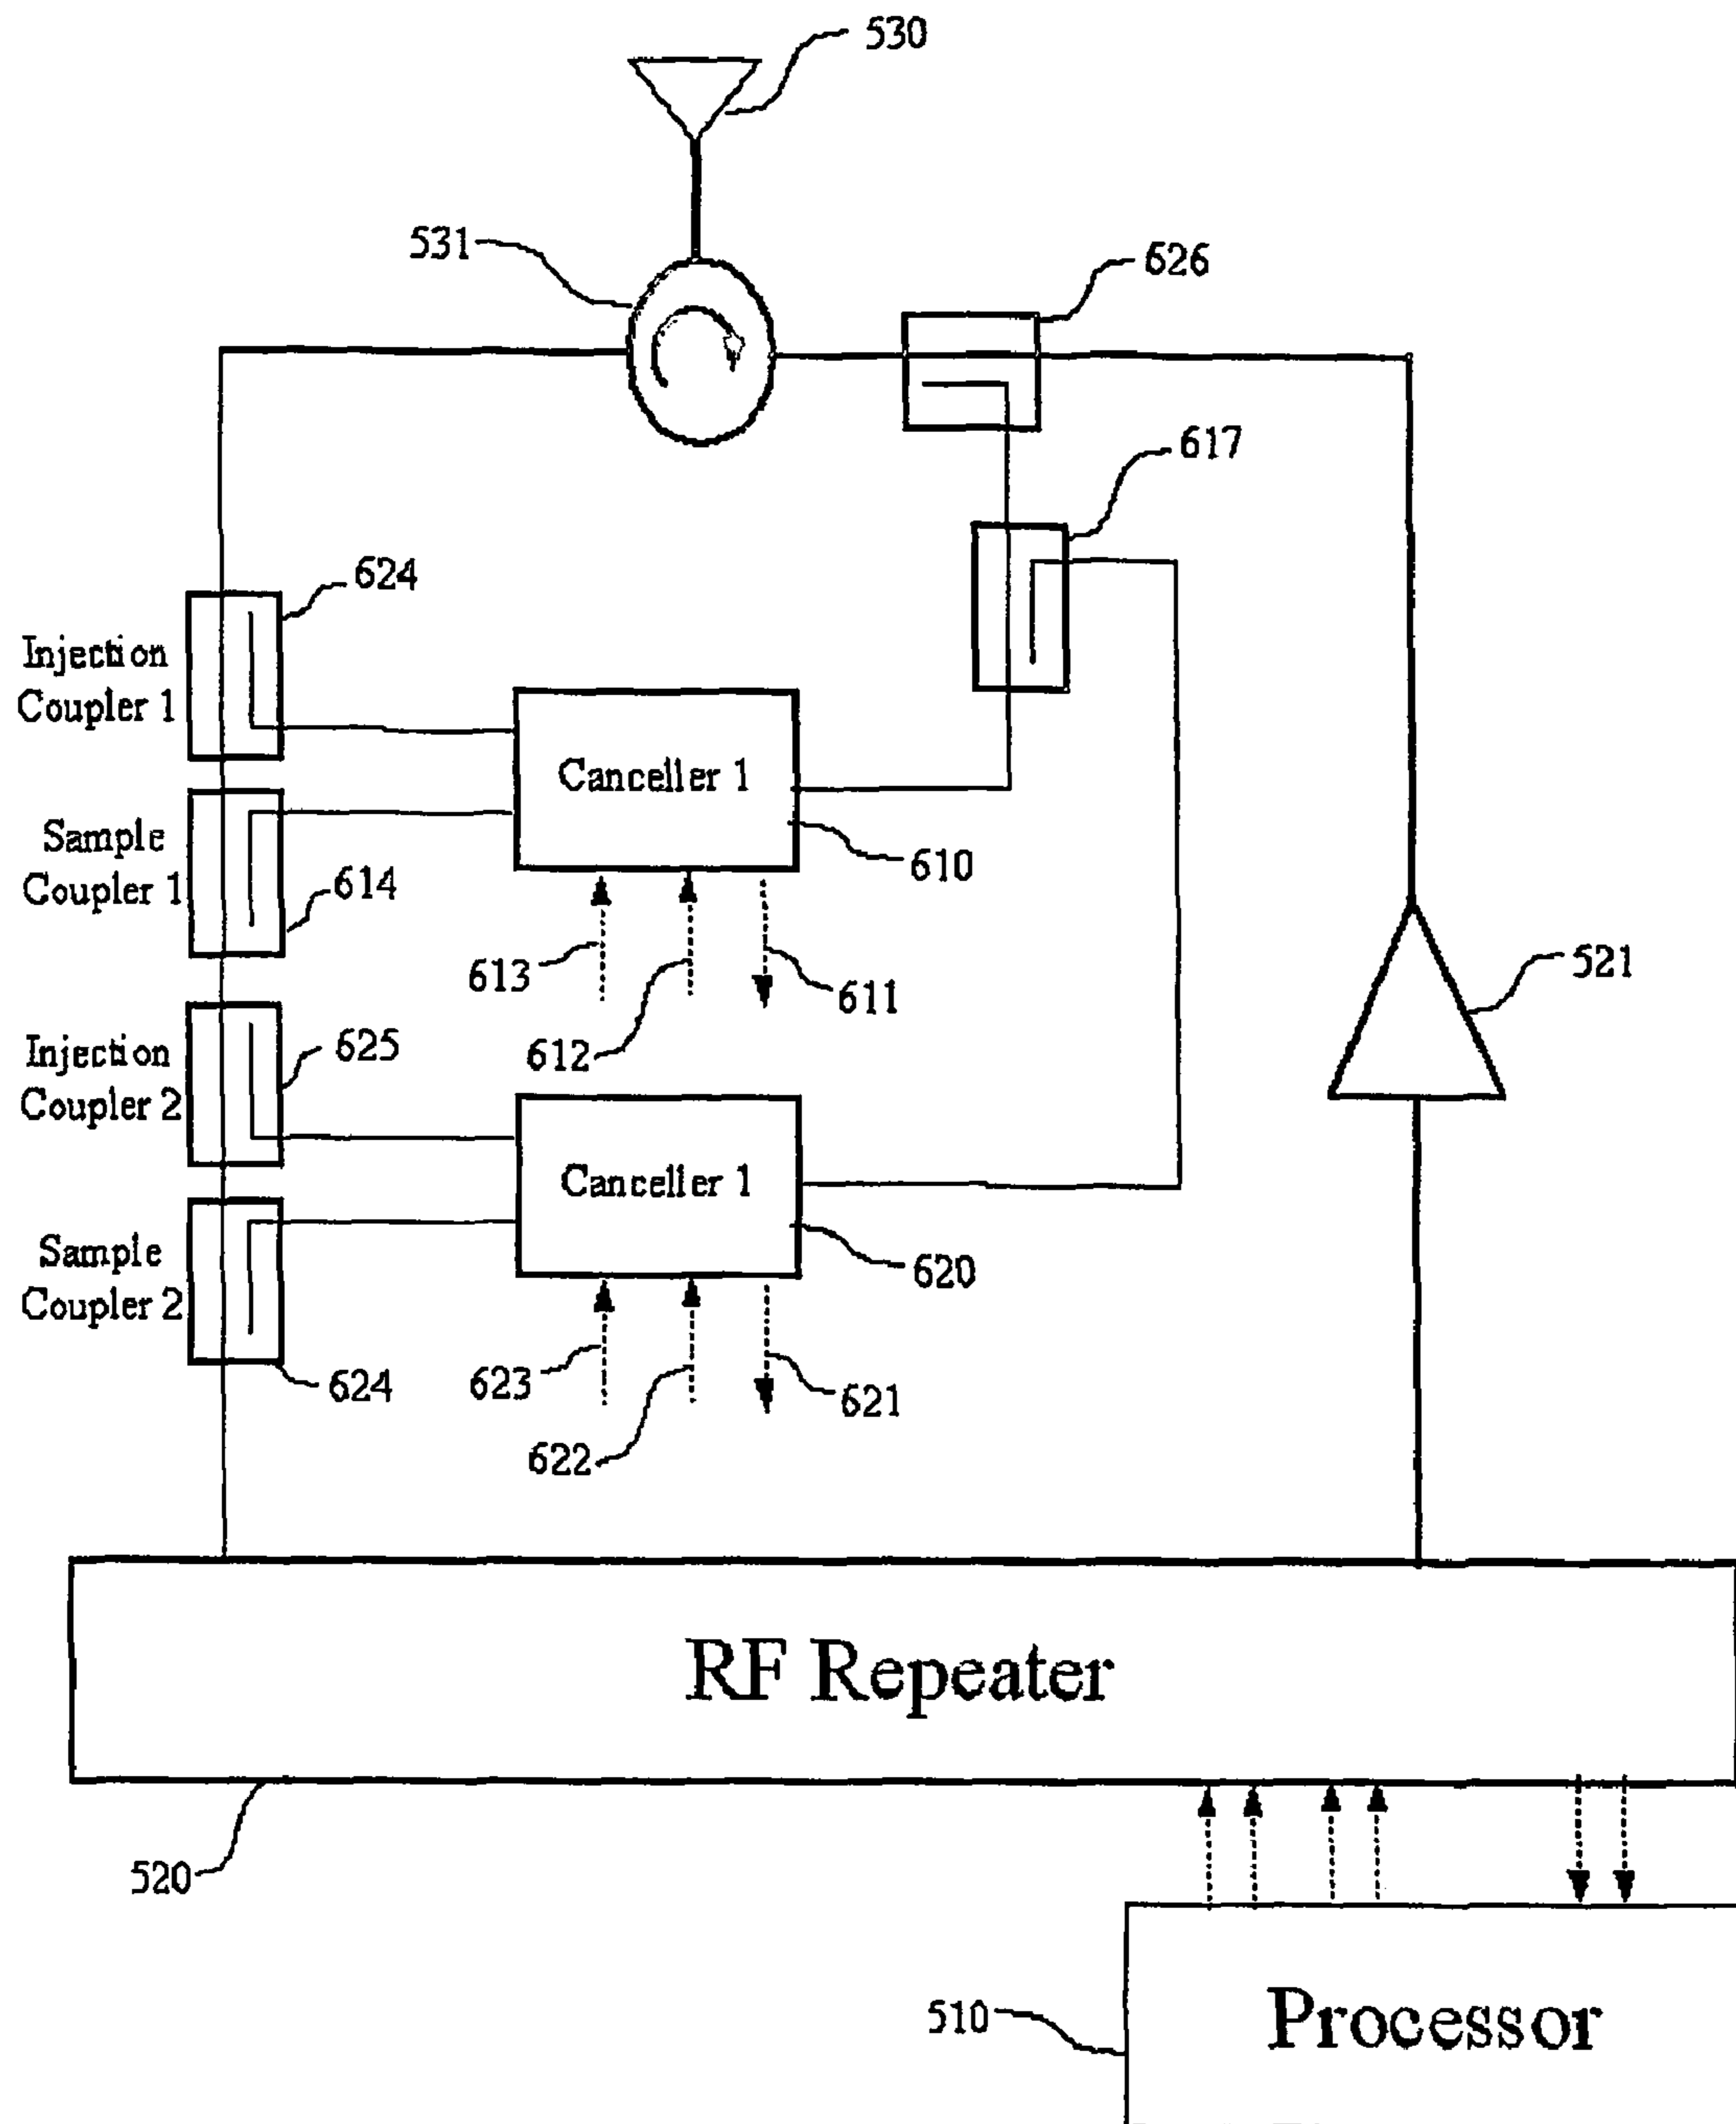 530
531
626
617
624
Injection
Coupler 1
Canceller 1
Sample
Coupler 1
614
610
613
612
611
521
Injection
Coupler 2
625
Canceller 1
Sample
Coupler 2
624
620
623
622
621
RF Repeater
520
510
Processor